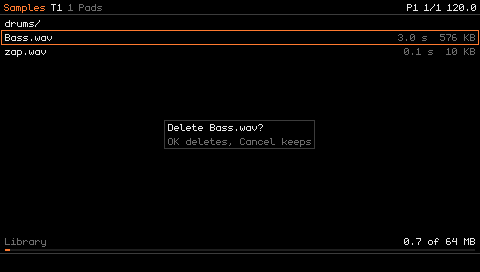 Samples T1 1 Pads P1 1/1 120.0
drums/
Bass.wav 3.0 s 576 KB
zap.wav 0.1 s 10 KB
Delete Bass.wav?
OK deletes, Cancel keeps
Library 0.7 of 64 MB